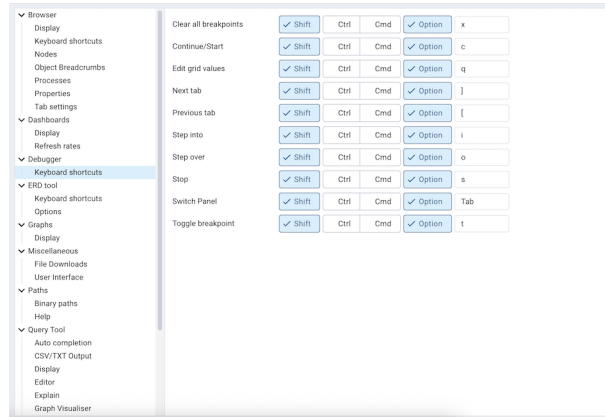 Browser
Display
Keyboard shortcuts
Nodes
Object Breadcrumbs
Processes
Properties
Tab settings
Dashboards
Display
Refresh rates
Debugger
Keyboard shortcuts
ERD tool
Keyboard shortcuts
Options
Graphs
Display
Miscellaneous
File Downloads
User Interface
Paths
Binary paths
Help
Query Tool
Auto completion
CSV/TXT Output
Display
Editor
Explain
Graph Visualiser
Clear all breakpoints Shift Ctrl Cmd Option x
Continue/Start Shift Ctrl Cmd Option c
Edit grid values Shift Ctrl Cmd Option q
Next tab Shift Ctrl Cmd Option ]
Previous tab Shift Ctrl Cmd Option [
Step into Shift Ctrl Cmd Option i
Step over Shift Ctrl Cmd Option o
Stop Shift Ctrl Cmd Option s
Switch Panel Shift Ctrl Cmd Option Tab
Toggle breakpoint Shift Ctrl Cmd Option t